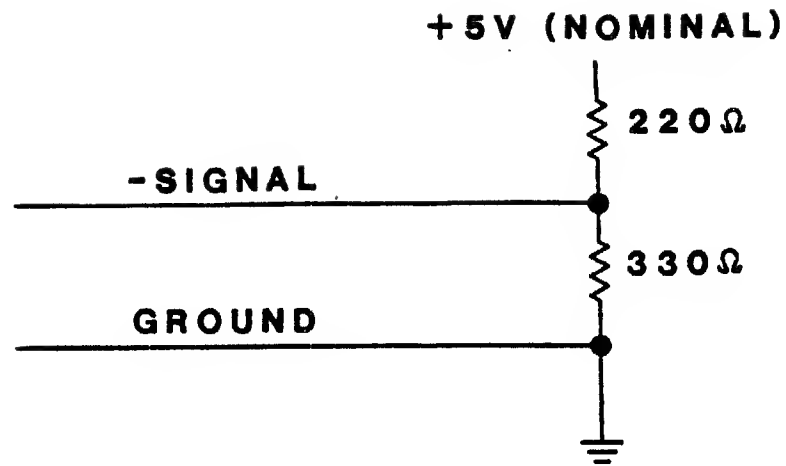 +5V (NOMINAL)
220Ω
-SIGNAL
330Ω
GROUND